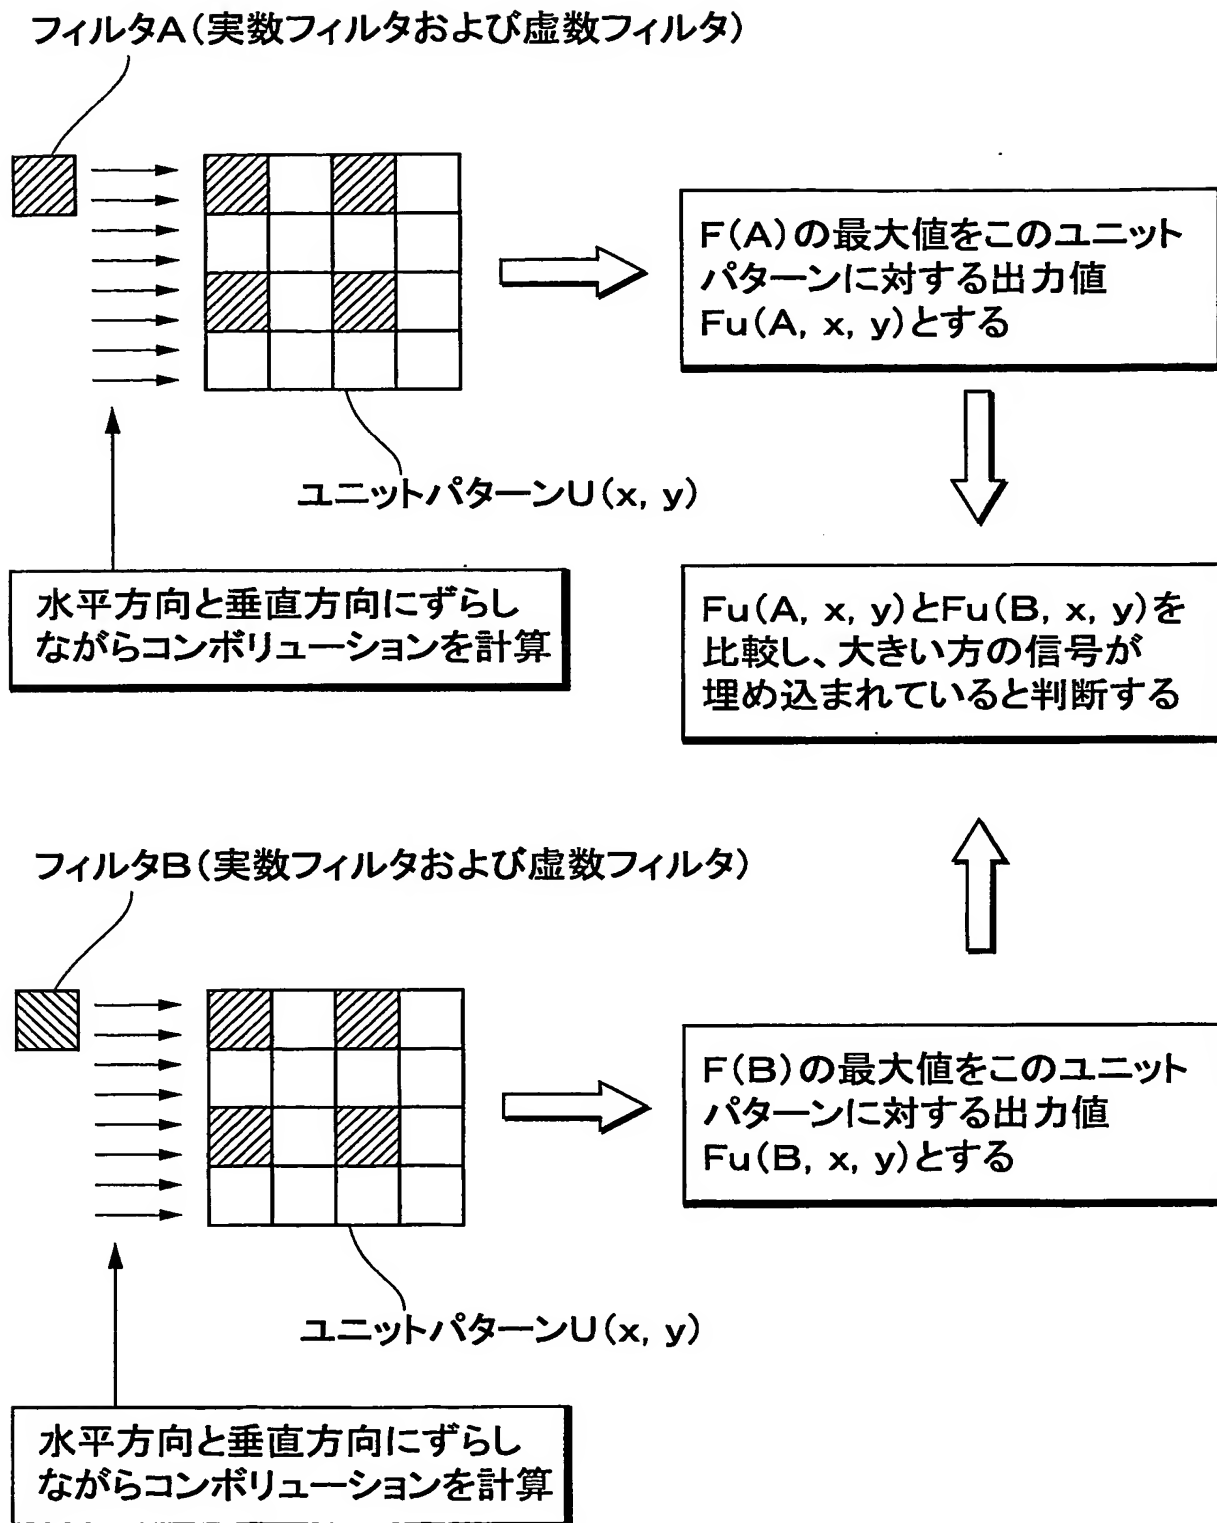 フィルタA(実数フィルタおよび虚数フィルタ)
F(A)の最大値をこのユニット
パターンに対する出力値
Fu(A, x, y)とする
ユニットパターンU(x, y)
水平方向と垂直方向にずらし
ながらコンボリューションを計算
Fu(A, x, y)とFu(B, x, y)を
比較し、大きい方の信号が
埋め込まれていると判断する
フィルタB(実数フィルタおよび虚数フィルタ)
F(B)の最大値をこのユニット
パターンに対する出力値
Fu(B, x, y)とする
ユニットパターンU(x, y)
水平方向と垂直方向にずらし
ながらコンボリューションを計算